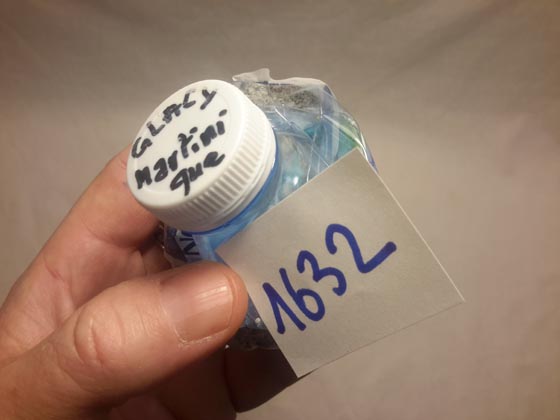 GLACY
Martini
que
1632